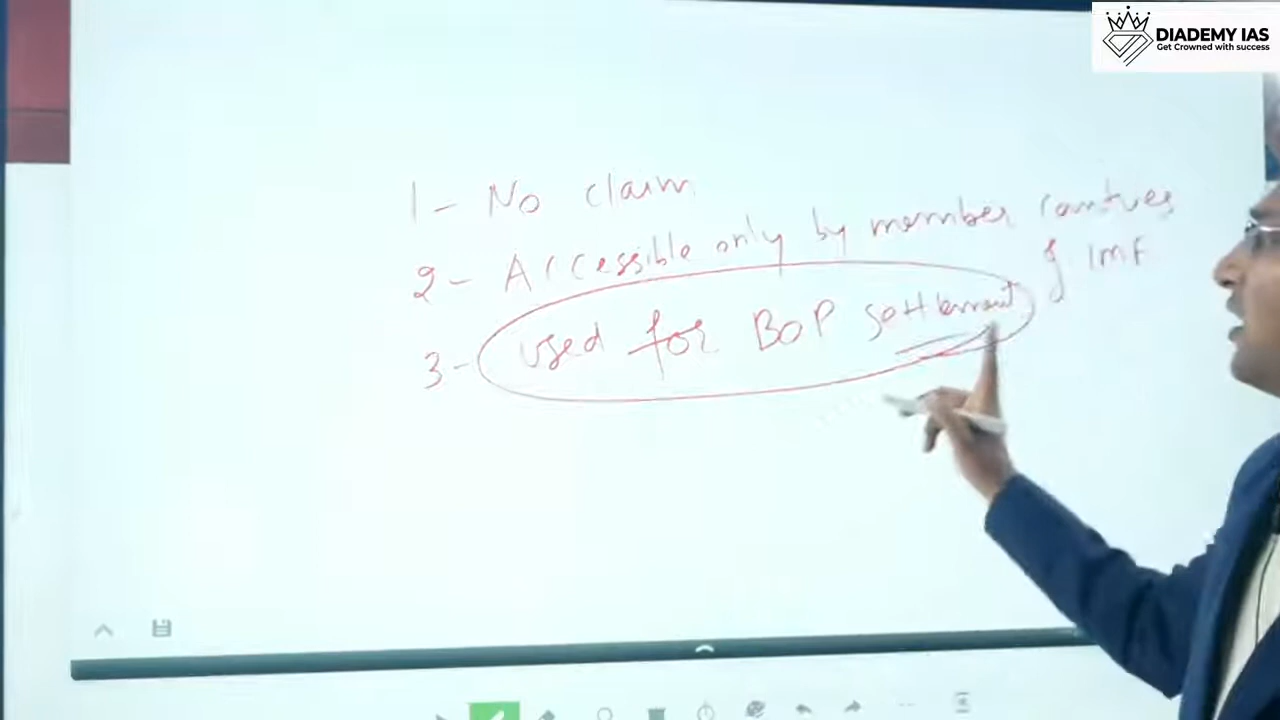 DIADEMY IAS
Get Crowned with success
1- No claim
2- Accessible only by member countries
of IMF
3- used for BOP settlement